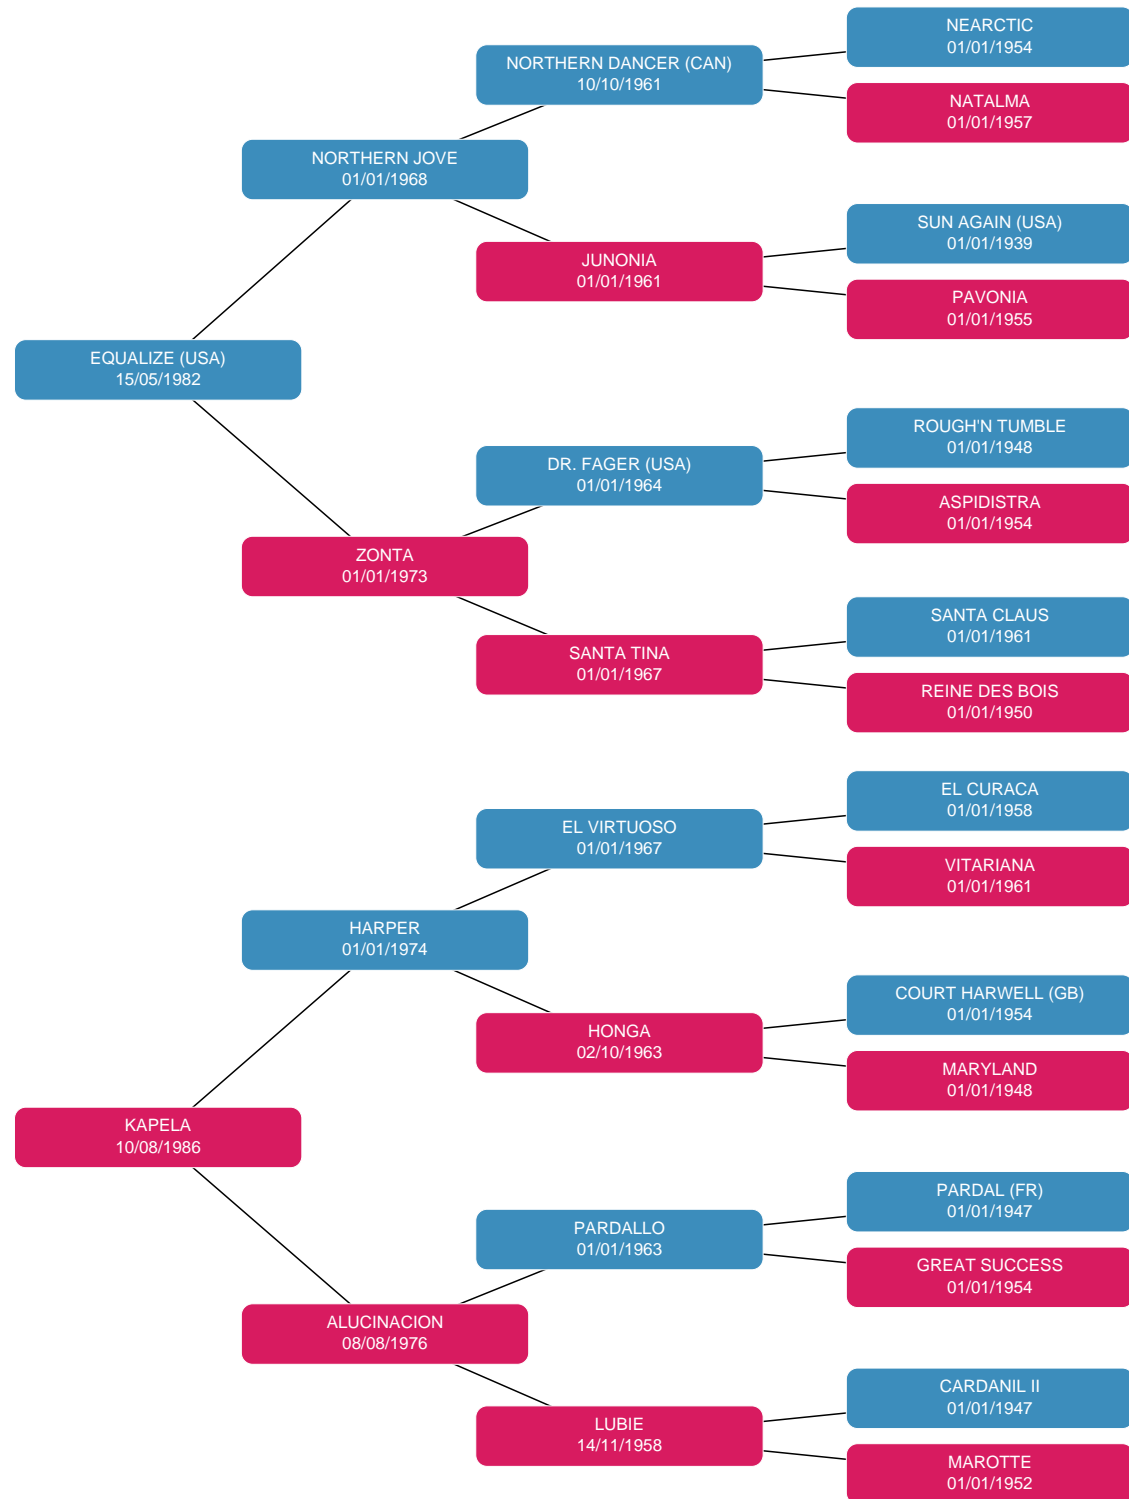 NEARCTIC
01/01/1954
NORTHERN DANCER (CAN)
10/10/1961
NATALMA
01/01/1957
NORTHERN JOVE
01/01/1968
SUN AGAIN (USA)
01/01/1939
JUNONIA
01/01/1961
PAVONIA
01/01/1955
EQUALIZE (USA)
15/05/1982
ROUGH'N TUMBLE
01/01/1948
DR. FAGER (USA)
01/01/1964
ASPIDISTRA
01/01/1954
ZONTA
01/01/1973
SANTA CLAUS
01/01/1961
SANTA TINA
01/01/1967
REINE DES BOIS
01/01/1950
EL CURACA
01/01/1958
EL VIRTUOSO
01/01/1967
VITARIANA
01/01/1961
HARPER
01/01/1974
COURT HARWELL (GB)
01/01/1954
HONGA
02/10/1963
MARYLAND
01/01/1948
KAPELA
10/08/1986
PARDAL (FR)
01/01/1947
PARDALLO
01/01/1963
GREAT SUCCESS
01/01/1954
ALUCINACION
08/08/1976
CARDANIL II
01/01/1947
LUBIE
14/11/1958
MAROTTE
01/01/1952